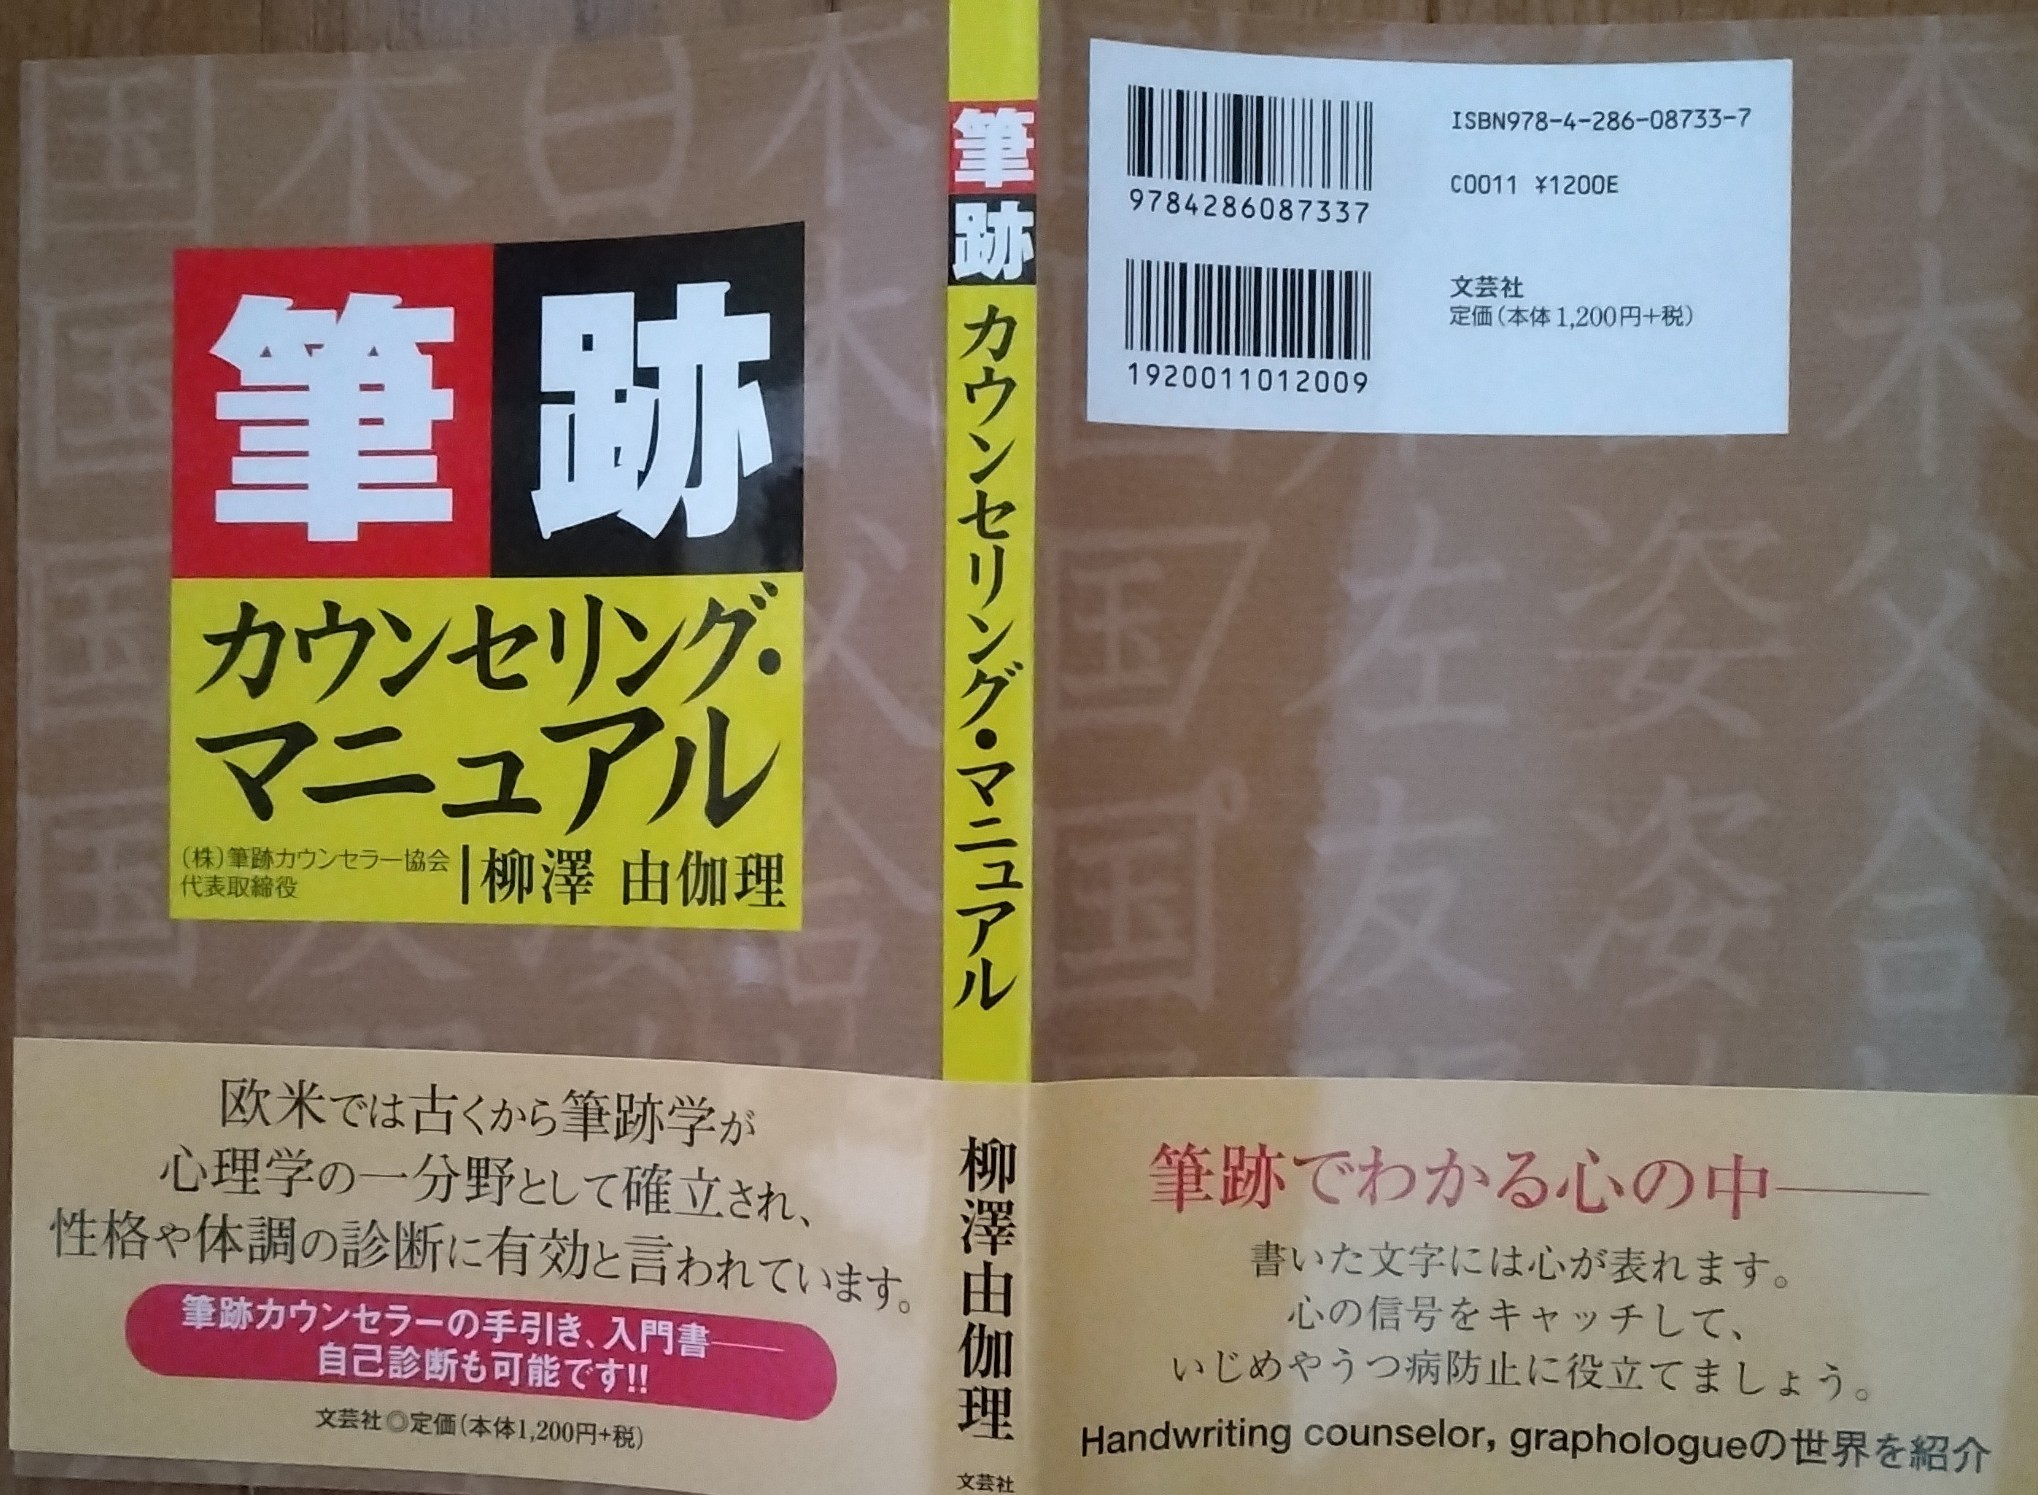 筆跡
カウンセリング・
マニュアル
(株)筆跡カウンセラー協会
代表取締役
柳澤 由伽理
欧米では古くから筆跡学が
心理学の一分野として確立され、
性格や体調の診断に有効と言われています。
筆跡カウンセラーの手引き、入門書――
自己診断も可能です!!
文芸社◎定価(本体1,200円+税)
筆跡カウンセリング・マニュアル
柳澤由伽理
文芸社
9784286087337
ISBN978-4-286-08733-7
C0011 ¥1200E
1920011012009
文芸社
定価(本体1,200円+税)
筆跡でわかる心の中――
書いた文字には心が表れます。
心の信号をキャッチして、
いじめやうつ病防止に役立てましょう。
Handwriting counselor, graphologueの世界を紹介